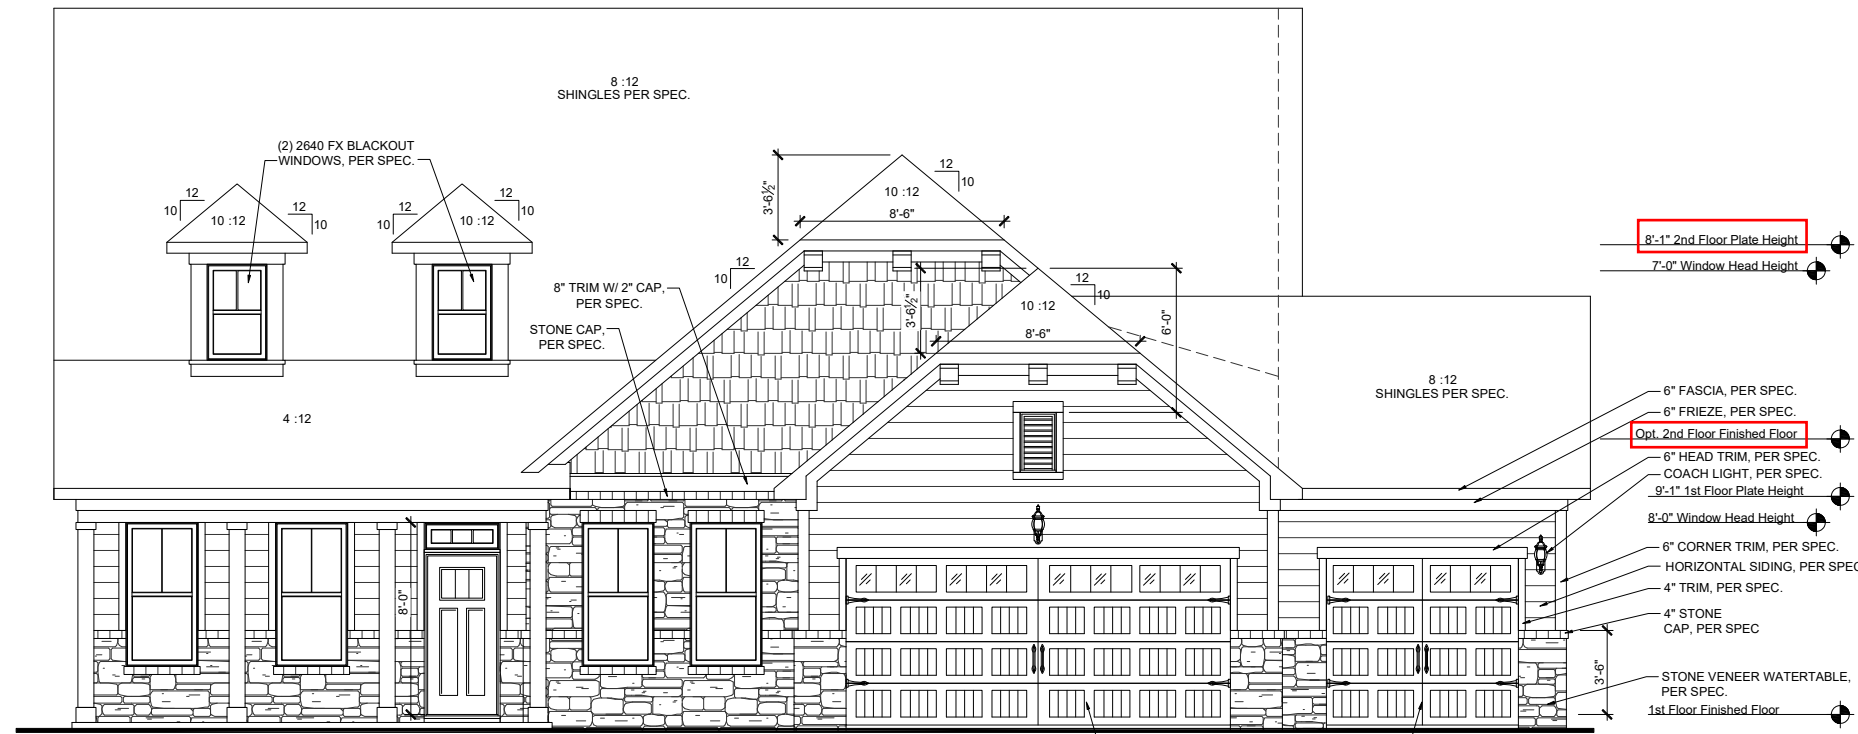 8 :12
SHINGLES PER SPEC.
(2) 2640 FX BLACKOUT
WINDOWS, PER SPEC.
12
10
10 :12
12
10
12
10
10 :12
12
10
3'-6½"
12
10
10 :12
8'-6"
12
10
8" TRIM W/ 2" CAP,
PER SPEC.
STONE CAP,
PER SPEC.
3'-6½"
10 :12
8'-6"
12
10
6'-0"
4 :12
8 :12
SHINGLES PER SPEC.
8'-0"
8'-1" 2nd Floor Plate Height
7'-0" Window Head Height
6" FASCIA, PER SPEC.
6" FRIEZE, PER SPEC.
Opt. 2nd Floor Finished Floor
6" HEAD TRIM, PER SPEC.
COACH LIGHT, PER SPEC.
9'-1" 1st Floor Plate Height
8'-0" Window Head Height
6" CORNER TRIM, PER SPEC.
HORIZONTAL SIDING, PER SPEC
4" TRIM, PER SPEC.
4" STONE
CAP, PER SPEC
3'-6"
STONE VENEER WATERTABLE,
PER SPEC.
1st Floor Finished Floor